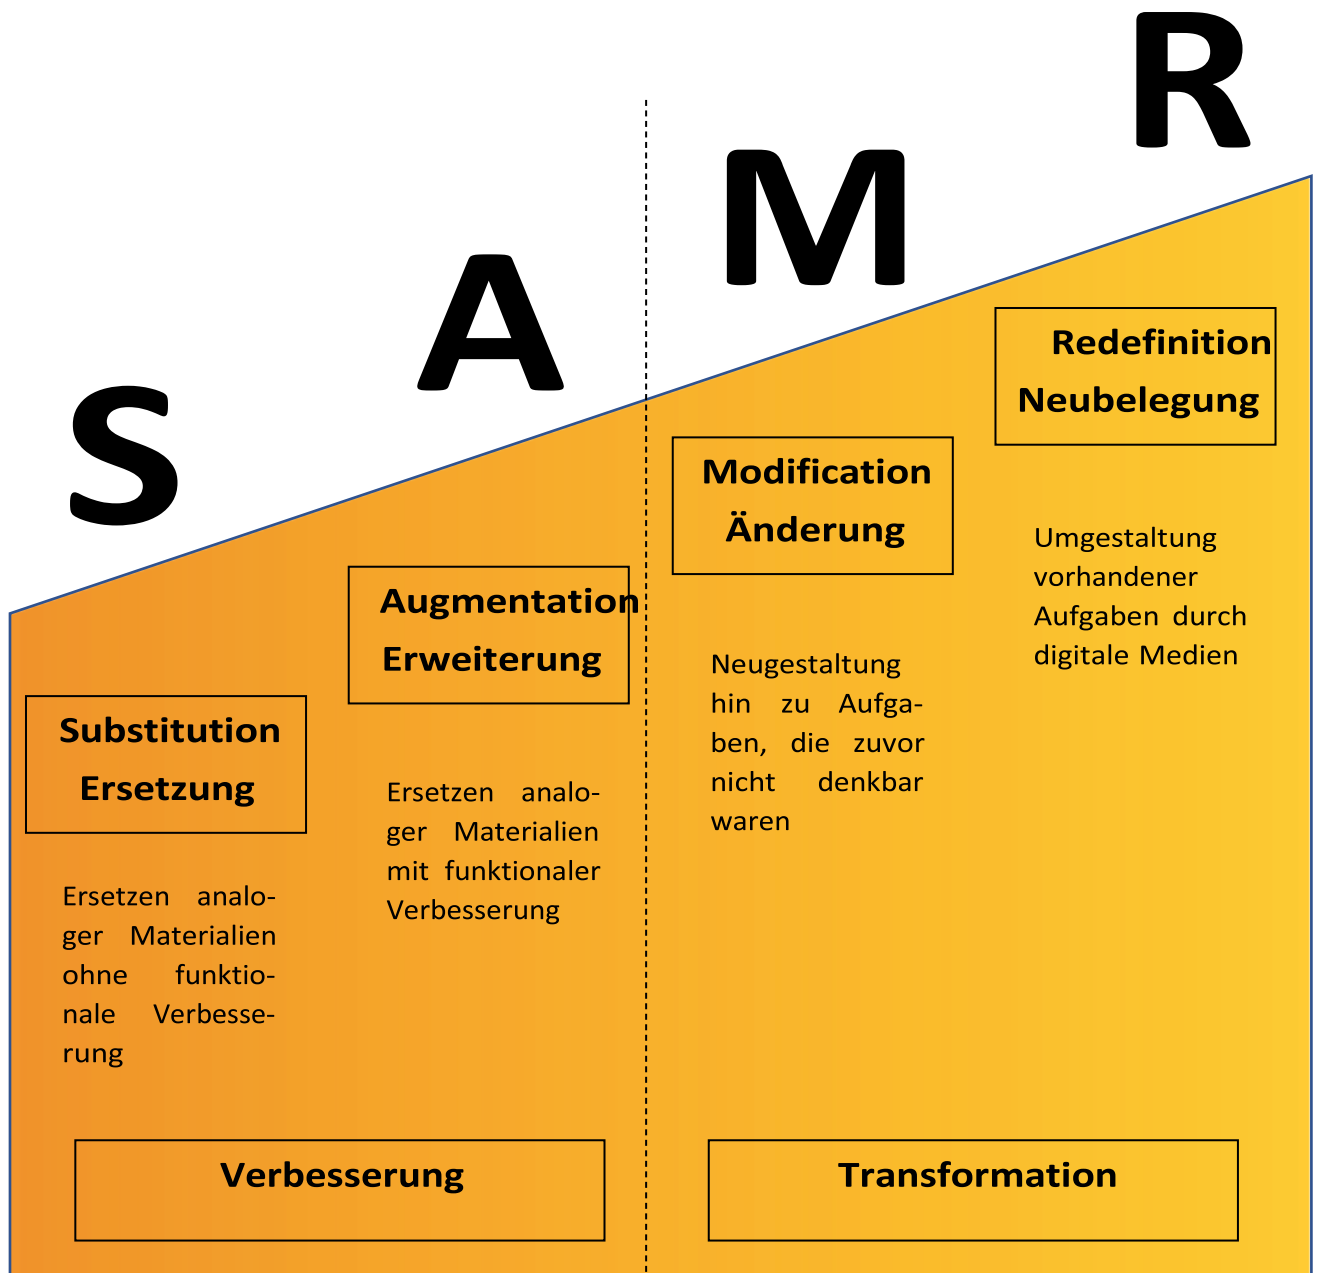 S
A
M
R
Substitution
Ersetzung
Ersetzen analo-
ger Materialien
ohne funktio-
nale Verbesse-
rung
Augmentation
Erweiterung
Ersetzen analo-
ger Materialien
mit funktionaler
Verbesserung
Modification
Änderung
Neugestaltung
hin zu Aufga-
ben, die zuvor
nicht denkbar
waren
Redefinition
Neubelegung
Umgestaltung
vorhandener
Aufgaben durch
digitale Medien
Verbesserung
Transformation